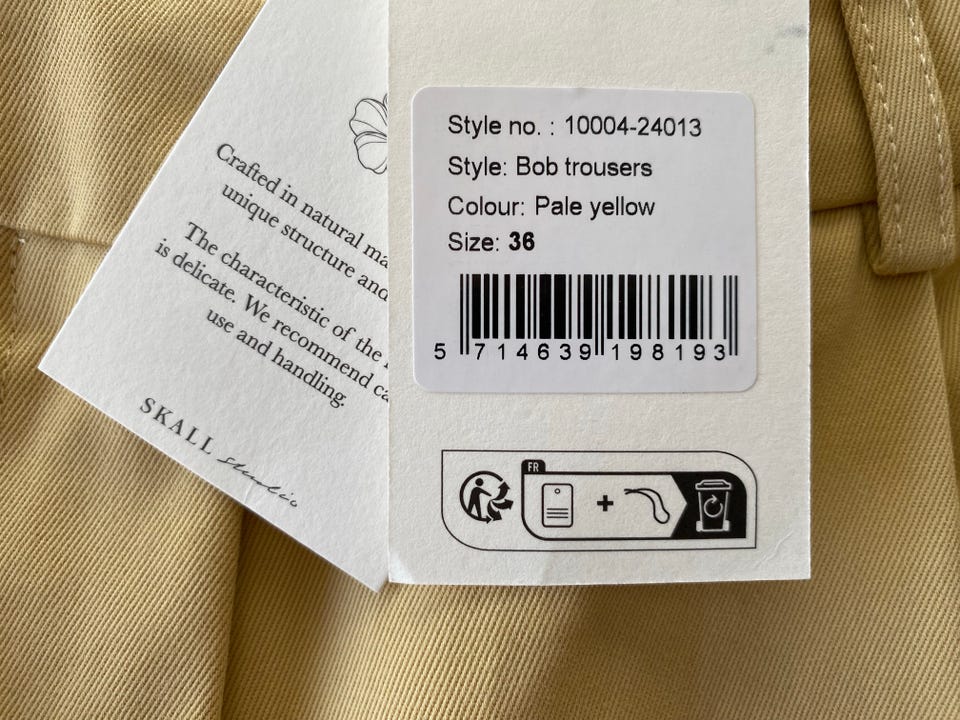 Crafted in natural
unique structure and
The characteristic of the
is delicate. We recommend
use and handling.
SKALL studio
Style no. : 10004-24013
Style: Bob trousers
Colour: Pale yellow
Size: 36
5 714639 198193
FR
+